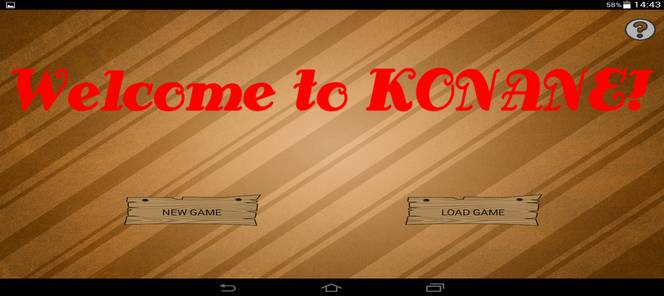 58% 14:43
?
Welcome to KONANE!
NEW GAME
LOAD GAME